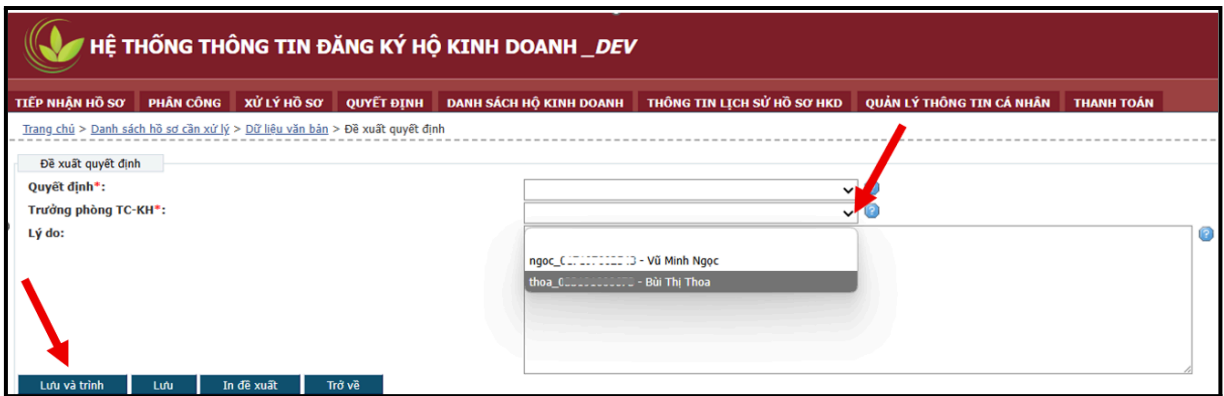 HỆ THỐNG THÔNG TIN ĐĂNG KÝ HỘ KINH DOANH _DEV
TIẾP NHẬN HỒ SƠ PHÂN CÔNG XỬ LÝ HỒ SƠ QUYẾT ĐỊNH DANH SÁCH HỘ KINH DOANH THÔNG TIN LỊCH SỬ HỒ SƠ HKD QUẢN LÝ THÔNG TIN CÁ NHÂN THANH TOÁN
Trang chủ > Danh sách hồ sơ cần xử lý > Dữ liệu văn bản > Đề xuất quyết định
Đề xuất quyết định
Quyết định*:
Trưởng phòng TC-KH*:
Lý do:
ngoc_ - Vũ Minh Ngọc
thoa_ - Bùi Thị Thoa
Lưu và trình Lưu In đề xuất Trở về